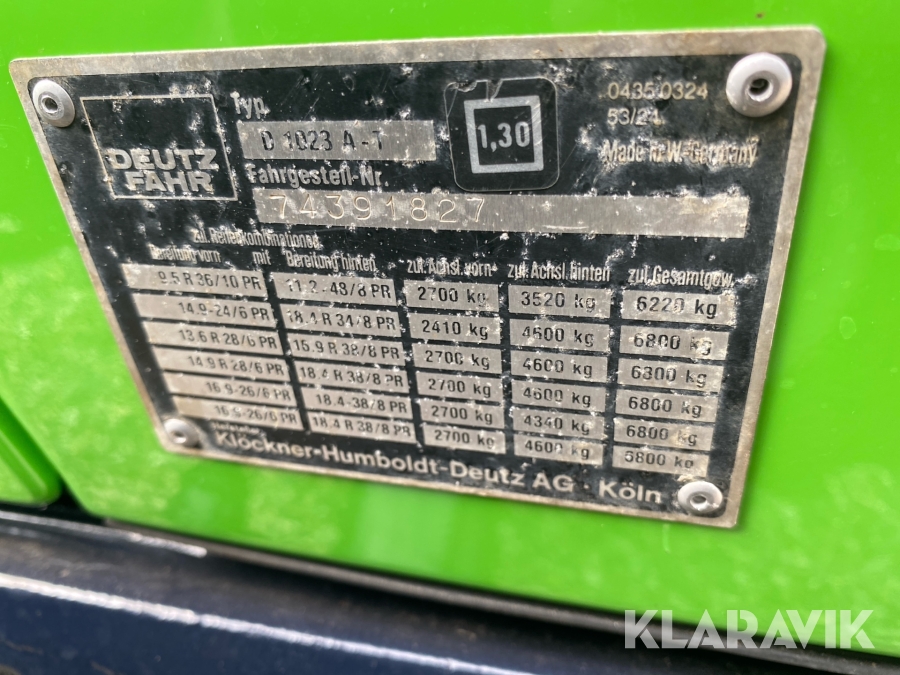 DEUTZ
FAHR
Typ
D 1023 A-T
1,30
0435 0324
53/24
Made in W.-Germany
Fahrgestell-Nr.
74391827
zul. Reifenkombinationen
Bereifung vorn mit Bereifung hinten zul. Achsl. vorn zul. Achsl. hinten zul. Gesamtgew.
9.5 R 36/10 PR 11.2-48/8 PR 2700 kg 3520 kg 6220 kg
14.9-24/6 PR 18.4 R 34/8 PR 2410 kg 4600 kg 6800 kg
13.6 R 28/6 PR 15.9 R 38/8 PR 2700 kg 4600 kg 6800 kg
14.9 R 28/6 PR 18.4 R 38/8 PR 2700 kg 4600 kg 6800 kg
16.9-26/6 PR 18.4-38/8 PR 2700 kg 4340 kg 6800 kg
16.9-26/6 PR 18.4 R 38/8 PR 2700 kg 4600 kg 6800 kg
Klöckner-Humboldt-Deutz AG · Köln
KLARAVIK